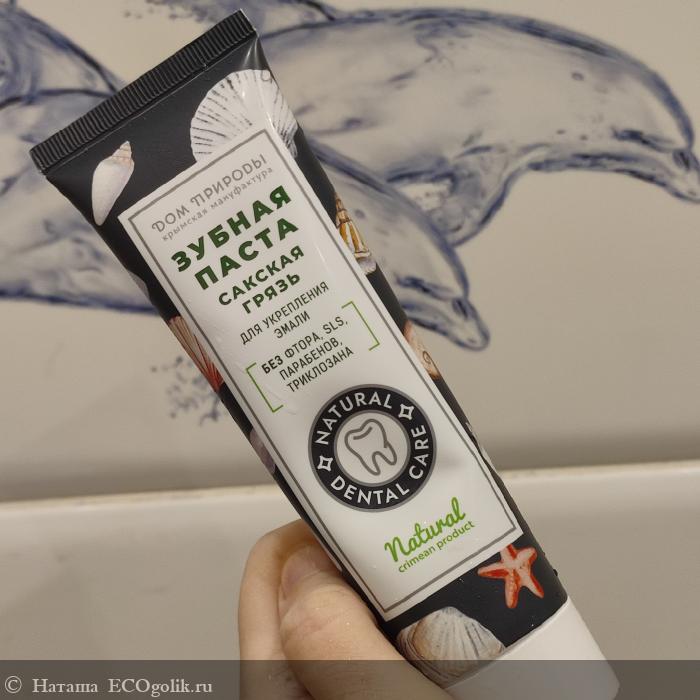 ДОМ ПРИРОДЫ
крымская мануфактура
ЗУБНАЯ
ПАСТА
САКСКАЯ
ГРЯЗЬ
ДЛЯ УКРЕПЛЕНИЯ
ЭМАЛИ
БЕЗ ФТОРА, SLS,
ПАРАБЕНОВ,
ТРИКЛОЗАНА
NATURAL
DENTAL CARE
Natural
crimean product
© Наташа ECOgolik.ru